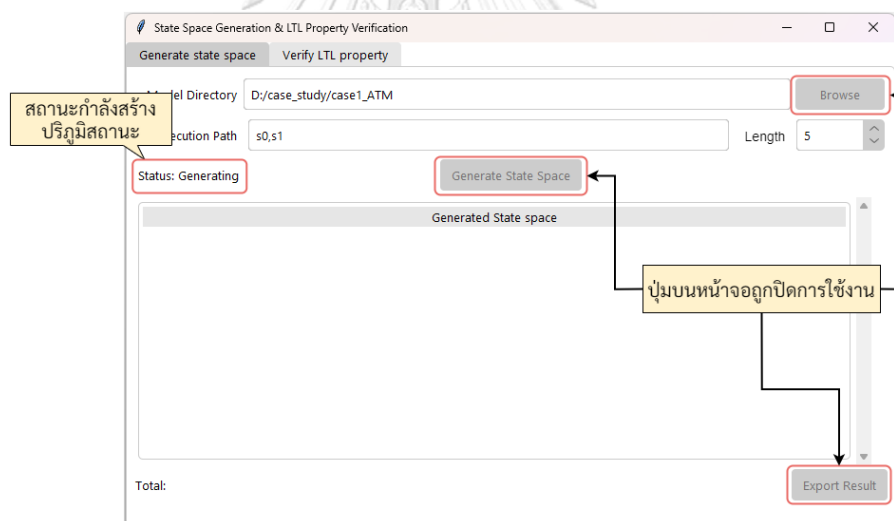 State Space Generation & LTL Property Verification
Generate state space Verify LTL property
Directory D:/case_study/case1_ATM Browse
สถานะกำลังสร้าง
ปริภูมิสถานะ
Path s0,s1 Length 5
Status: Generating Generate State Space
Generated State space
ปุ่มบนหน้าจอถูกปิดการใช้งาน
Total: Export Result